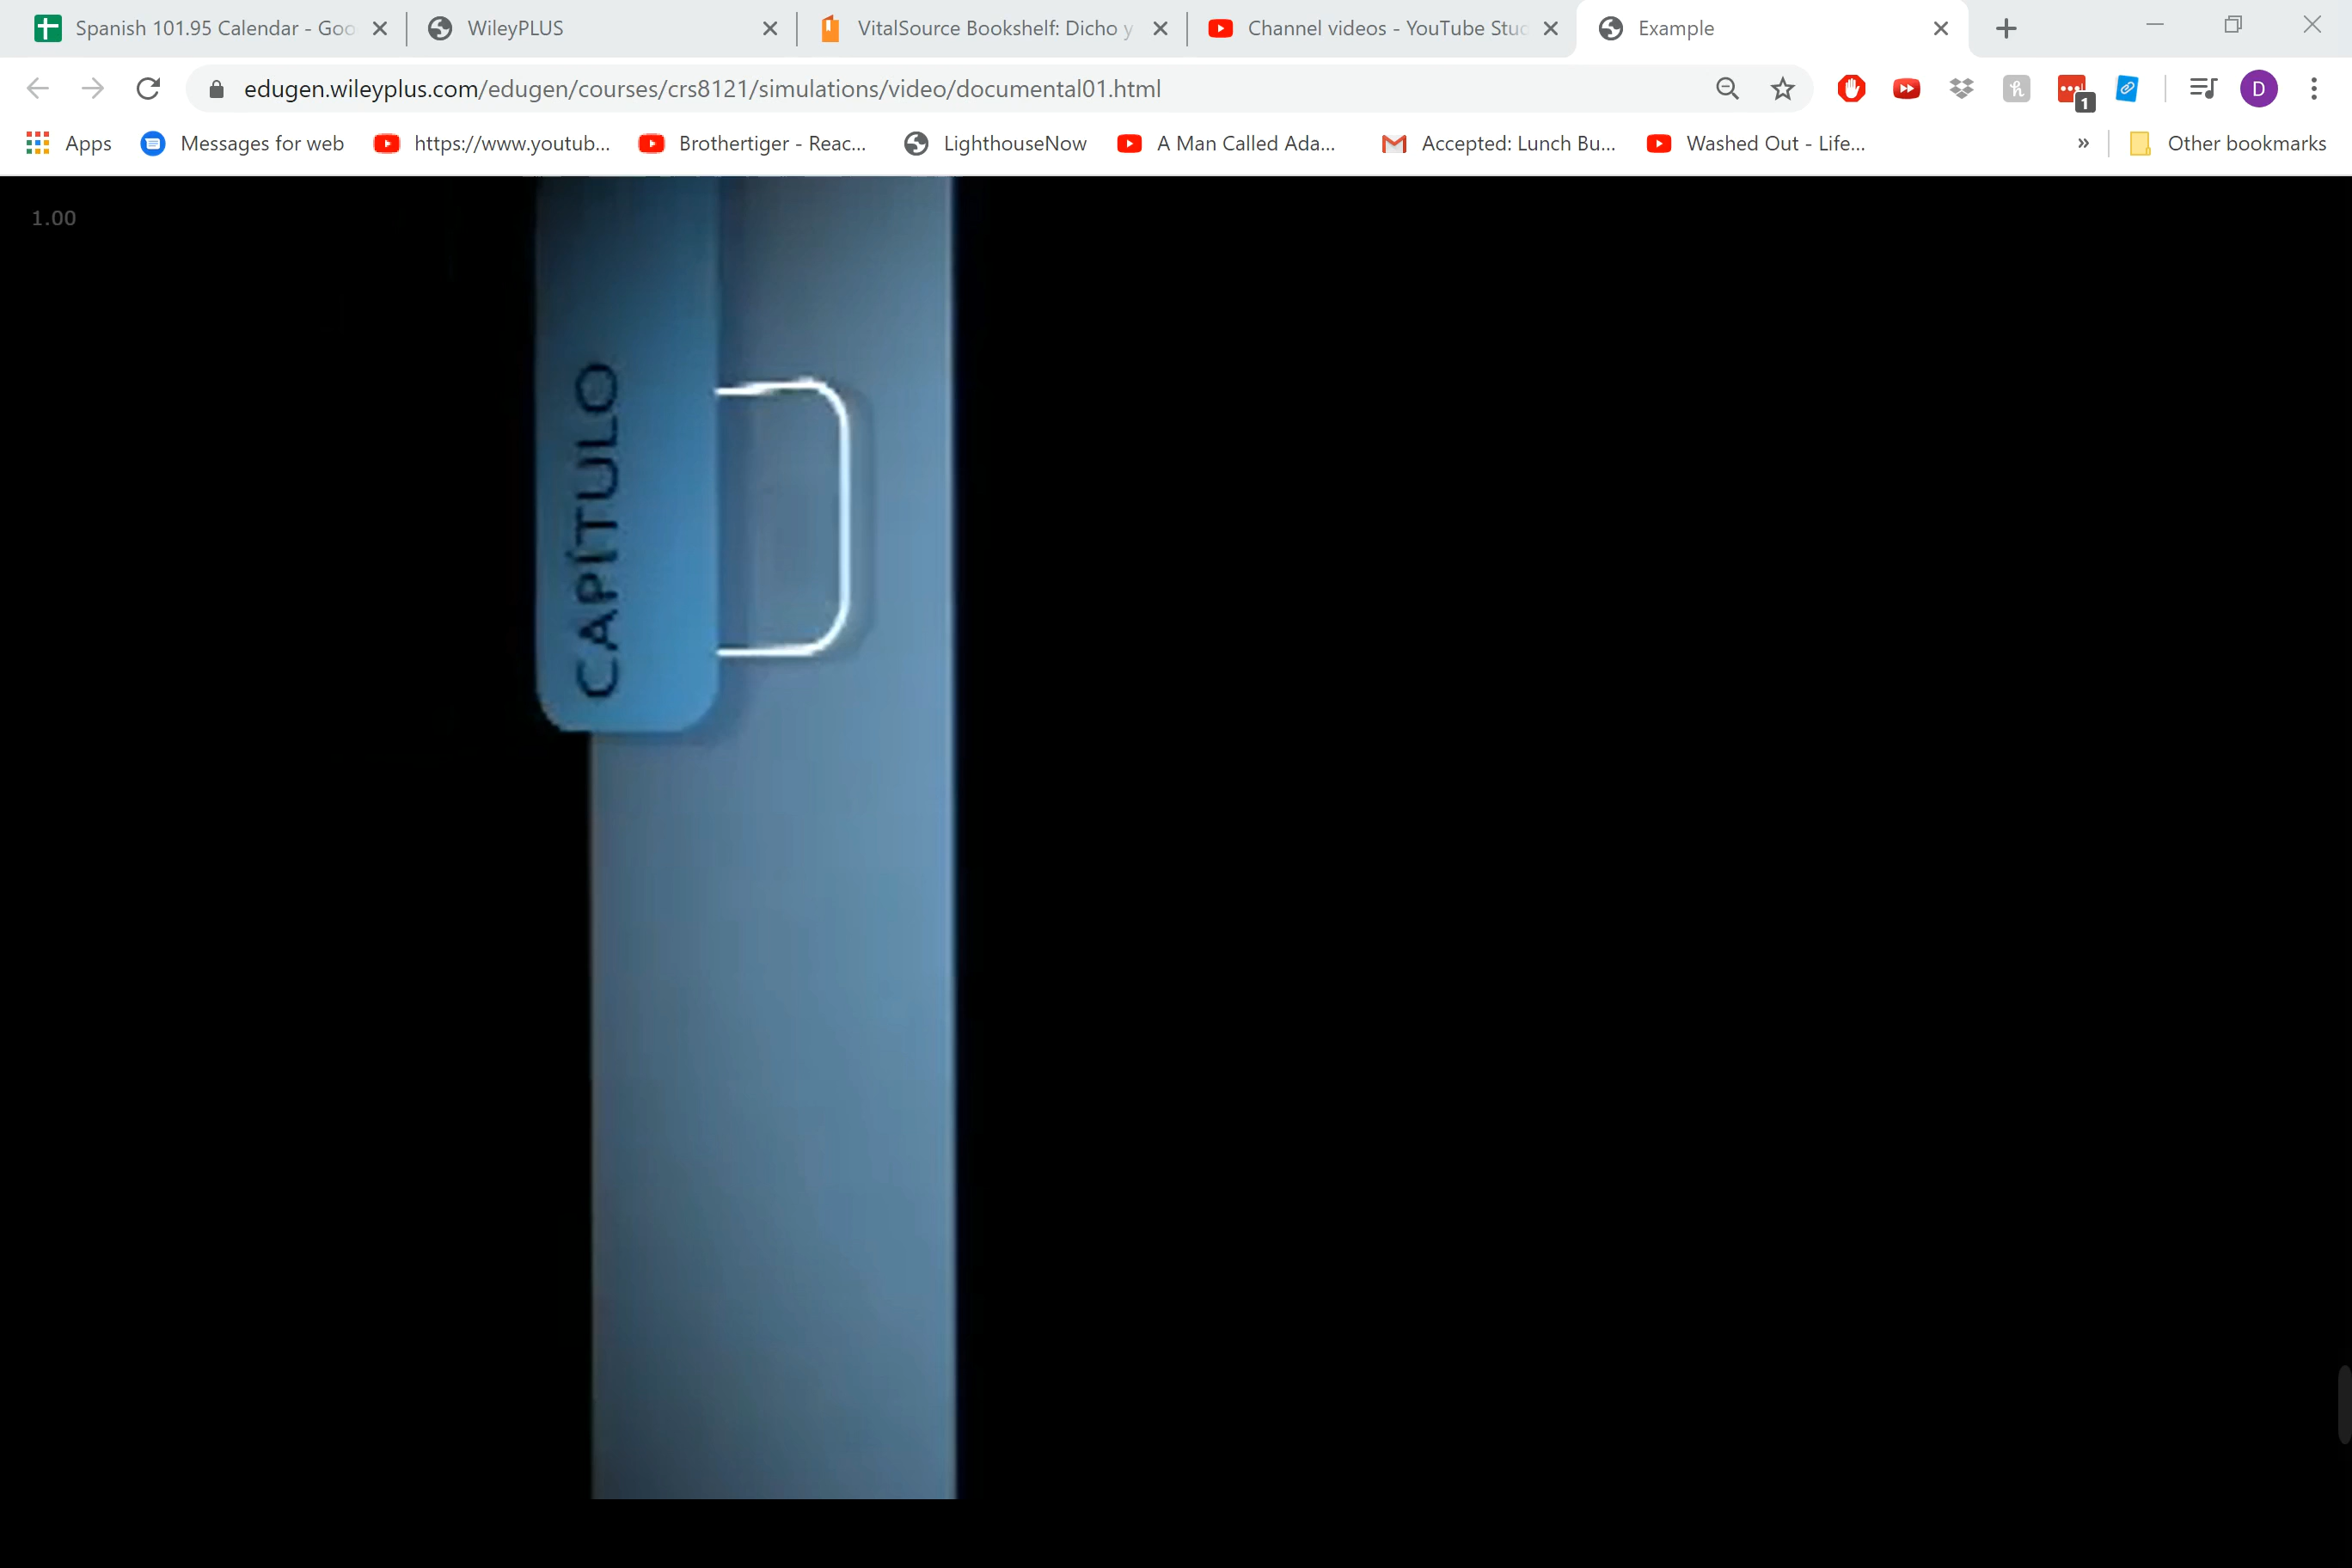 Spanish 101.95 Calendar - Goo
WileyPLUS
VitalSource Bookshelf: Dicho y
Channel videos - YouTube Stud
Example
edugen.wileyplus.com/edugen/courses/crs8121/simulations/video/documental01.html
1
D
Apps
Messages for web
https://www.youtub...
Brothertiger - Reac...
LighthouseNow
A Man Called Ada...
Accepted: Lunch Bu...
Washed Out - Life...
»
Other bookmarks
1.00
CAPÍTULO